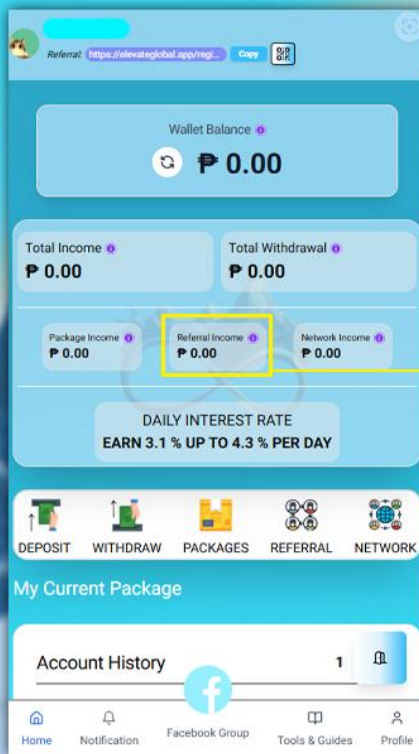 Referral: https://elevateglobal.app/regi... Copy
Wallet Balance
₱ 0.00
Total Income Total Withdrawal
₱ 0.00 ₱ 0.00
Package Income Referral Income Network Income
₱ 0.00 ₱ 0.00 ₱ 0.00
DAILY INTEREST RATE
EARN 3.1 % UP TO 4.3 % PER DAY
DEPOSIT WITHDRAW PACKAGES REFERRAL NETWORK
My Current Package
Account History 1
Home Notification Facebook Group Tools & Guides Profile